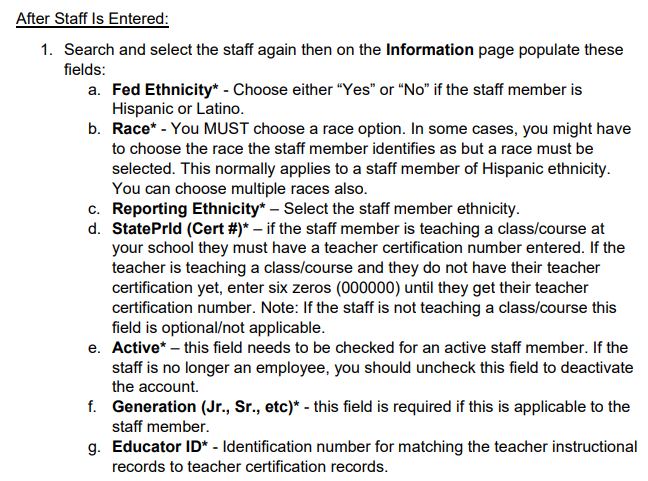 After Staff Is Entered:
1. Search and select the staff again then on the Information page populate these
fields:
a. Fed Ethnicity* - Choose either “Yes” or “No” if the staff member is
Hispanic or Latino.
b. Race* - You MUST choose a race option. In some cases, you might have
to choose the race the staff member identifies as but a race must be
selected. This normally applies to a staff member of Hispanic ethnicity.
You can choose multiple races also.
c. Reporting Ethnicity* – Select the staff member ethnicity.
d. StatePrId (Cert #)* – if the staff member is teaching a class/course at
your school they must have a teacher certification number entered. If the
teacher is teaching a class/course and they do not have their teacher
certification yet, enter six zeros (000000) until they get their teacher
certification number. Note: If the staff is not teaching a class/course this
field is optional/not applicable.
e. Active* – this field needs to be checked for an active staff member. If the
staff is no longer an employee, you should uncheck this field to deactivate
the account.
f. Generation (Jr., Sr., etc)* - this field is required if this is applicable to the
staff member.
g. Educator ID* - Identification number for matching the teacher instructional
records to teacher certification records.